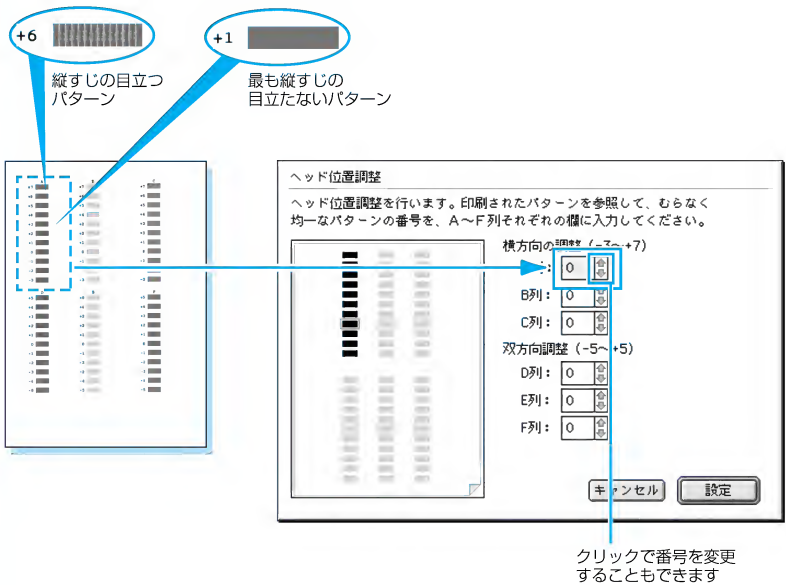 +6
+1
縦すじの目立つ
パターン
最も縦すじの
目立たないパターン
ヘッド位置調整
ヘッド位置調整を行います。印刷されたパターンを参照して、むらなく
均一なパターンの番号を、A〜F列それぞれの欄に入力してください。
横方向の調整（-3〜+7）
: 0
B列： 0
C列： 0
双方向調整（-5〜+5）
D列： 0
E列： 0
F列： 0
キャンセル 設定
クリックで番号を変更
することもできます